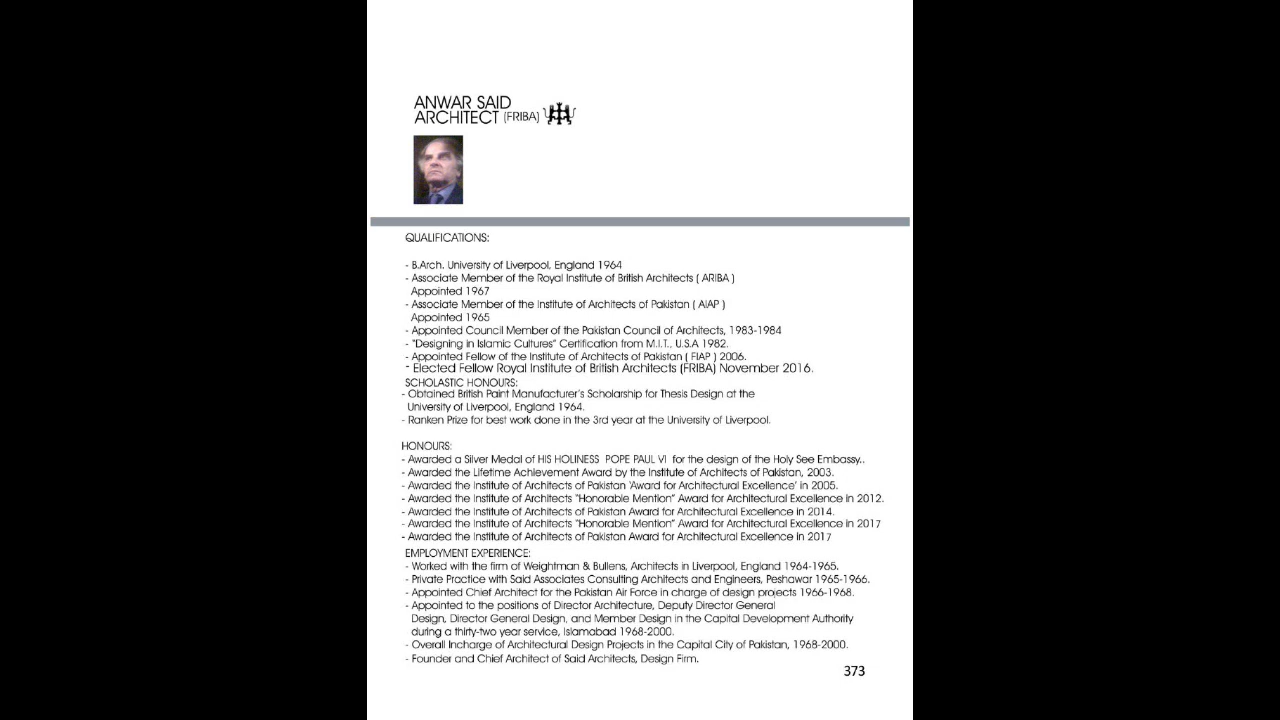 ANWAR SAID
ARCHITECT (FRIBA)
QUALIFICATIONS:
- B.Arch. University of Liverpool, England 1964
- Associate Member of the Royal Institute of British Architects ( ARIBA )
Appointed 1967
- Associate Member of the Institute of Architects of Pakistan ( AIAP )
Appointed 1965
- Appointed Council Member of the Pakistan Council of Architects, 1983-1984
- "Designing in Islamic Cultures" Certification from M.I.T., U.S.A 1982.
- Appointed Fellow of the Institute of Architects of Pakistan ( FIAP ) 2006.
- Elected Fellow Royal Institute of British Architects (FRIBA) November 2016.
SCHOLASTIC HONOURS:
- Obtained British Paint Manufacturer's Scholarship for Thesis Design at the
University of Liverpool, England 1964.
- Ranken Prize for best work done in the 3rd year at the University of Liverpool.
HONOURS:
- Awarded a Silver Medal of HIS HOLINESS POPE PAUL VI for the design of the Holy See Embassy..
- Awarded the Lifetime Achievement Award by the Institute of Architects of Pakistan, 2003.
- Awarded the Institute of Architects of Pakistan 'Award for Architectural Excellence' in 2005.
- Awarded the Institute of Architects "Honorable Mention" Award for Architectural Excellence in 2012.
- Awarded the Institute of Architects of Pakistan Award for Architectural Excellence in 2014.
- Awarded the Institute of Architects "Honorable Mention" Award for Architectural Excellence in 2017
- Awarded the Institute of Architects of Pakistan Award for Architectural Excellence in 2017
EMPLOYMENT EXPERIENCE:
- Worked with the firm of Weightman & Bullens, Architects in Liverpool, England 1964-1965.
- Private Practice with Said Associates Consulting Architects and Engineers, Peshawar 1965-1966.
- Appointed Chief Architect for the Pakistan Air Force in charge of design projects 1966-1968.
- Appointed to the positions of Director Architecture, Deputy Director General
Design, Director General Design, and Member Design in the Capital Development Authority
during a thirty-two year service, Islamabad 1968-2000.
- Overall Incharge of Architectural Design Projects in the Capital City of Pakistan, 1968-2000.
- Founder and Chief Architect of Said Architects, Design Firm.
373